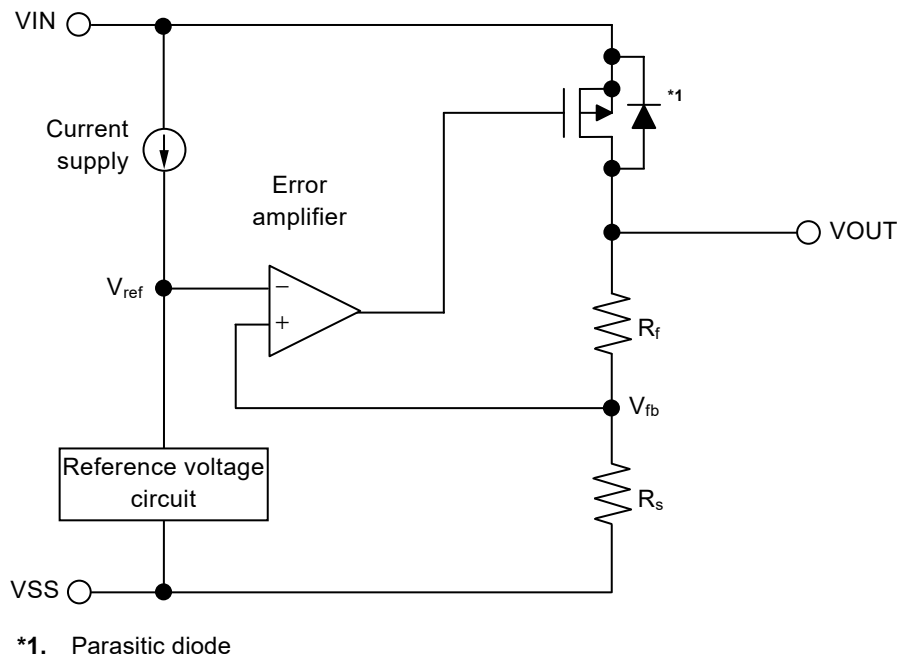 VIN
*1
Current
supply
Error
amplifier
VOUT
Vref
−
+
Rf
Vfb
Reference voltage
circuit
Rs
VSS
*1. Parasitic diode